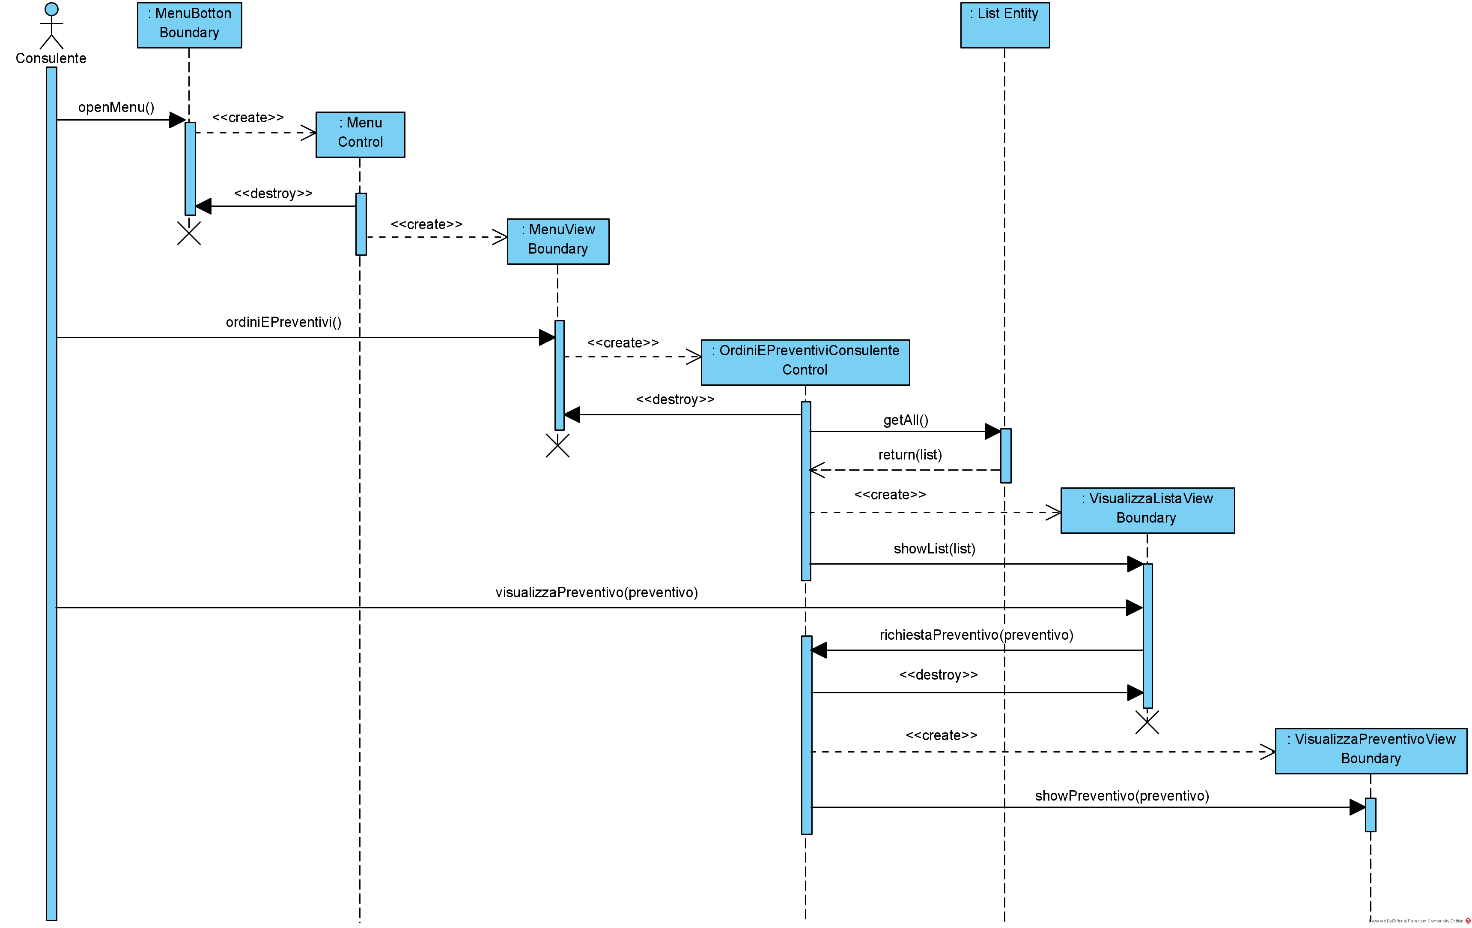 : MenuBotton
Boundary
: List Entity
Consulente
openMenu()
<<create>>
: Menu
Control
<<destroy>>
<<create>>
: MenuView
Boundary
ordiniEPreventivi()
<<create>>
: OrdiniEPreventiviConsulente
Control
<<destroy>>
getAll()
return(list)
<<create>>
: VisualizzaListaView
Boundary
showList(list)
visualizzaPreventivo(preventivo)
richiestaPreventivo(preventivo)
<<destroy>>
<<create>>
: VisualizzaPreventivoView
Boundary
showPreventivo(preventivo)